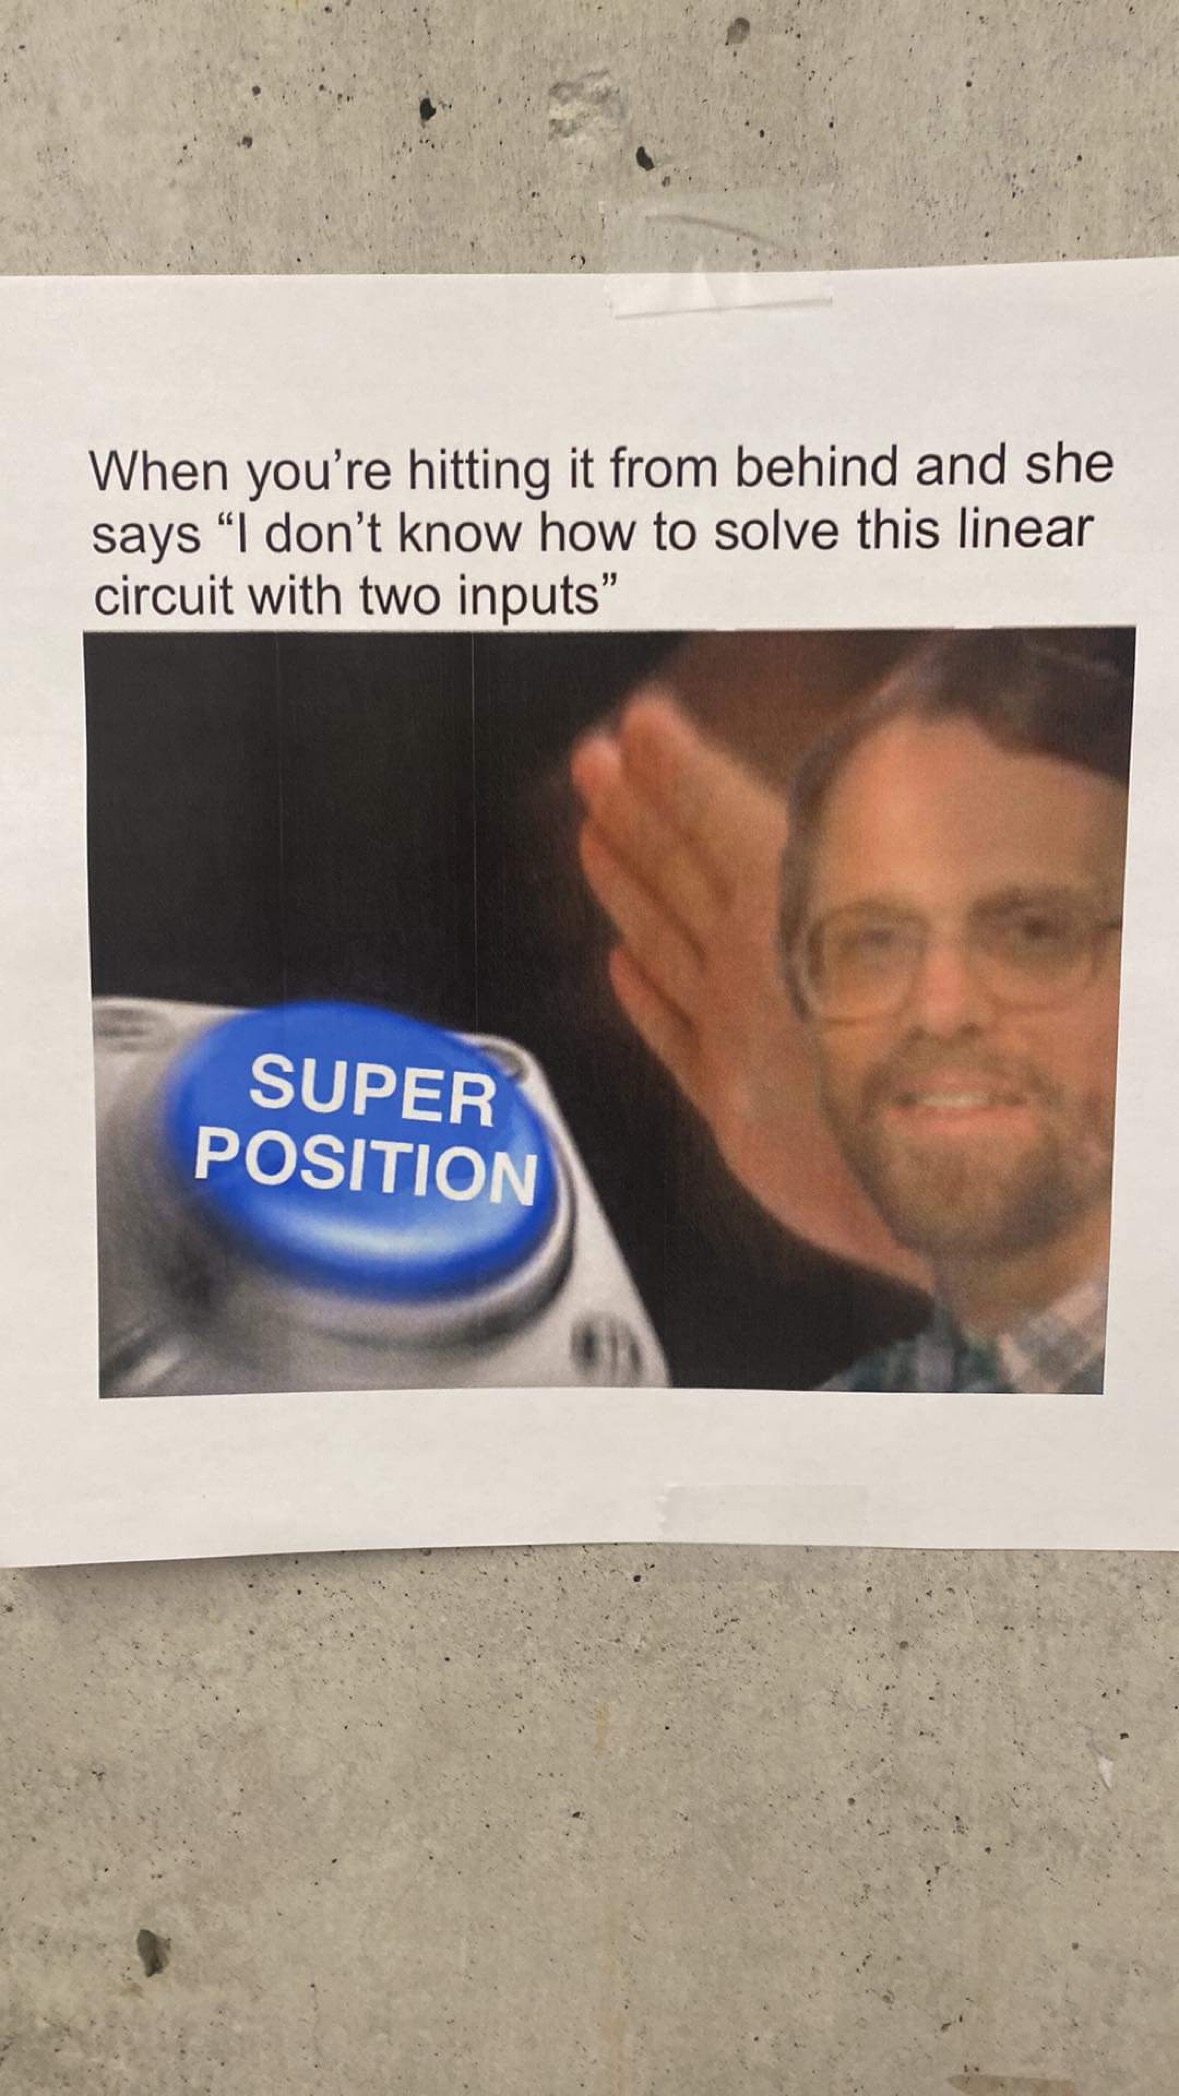 When you’re hitting it from behind and she
says “I don’t know how to solve this linear
circuit with two inputs”
SUPER
POSITION